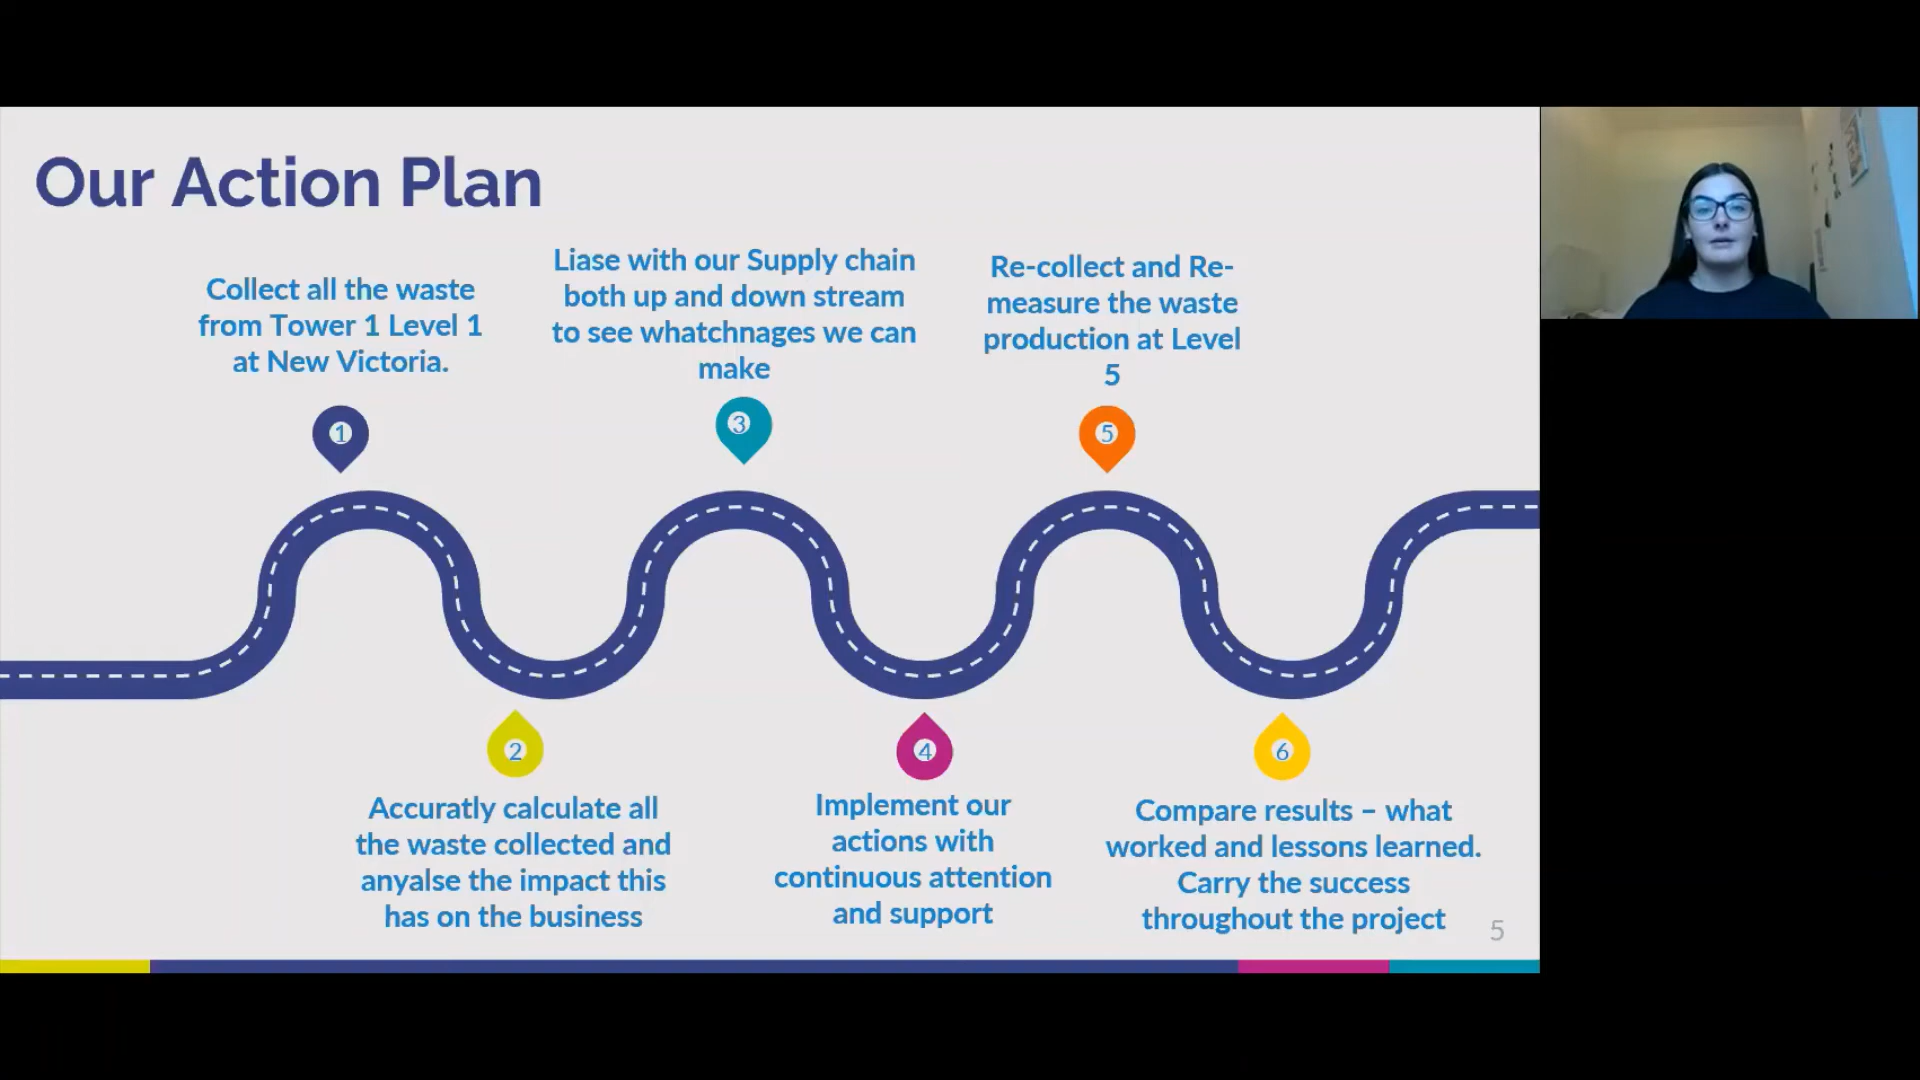 Our Action Plan
Collect all the waste
from Tower 1 Level 1
at New Victoria.
1
Accuratly calculate all
the waste collected and
anyalse the impact this
has on the business
2
Liase with our Supply chain
both up and down stream
to see whatchnages we can
make
3
Implement our
actions with
continuous attention
and support
4
Re-collect and Re-
measure the waste
production at Level
5
5
Compare results – what
worked and lessons learned.
Carry the success
throughout the project
6
5